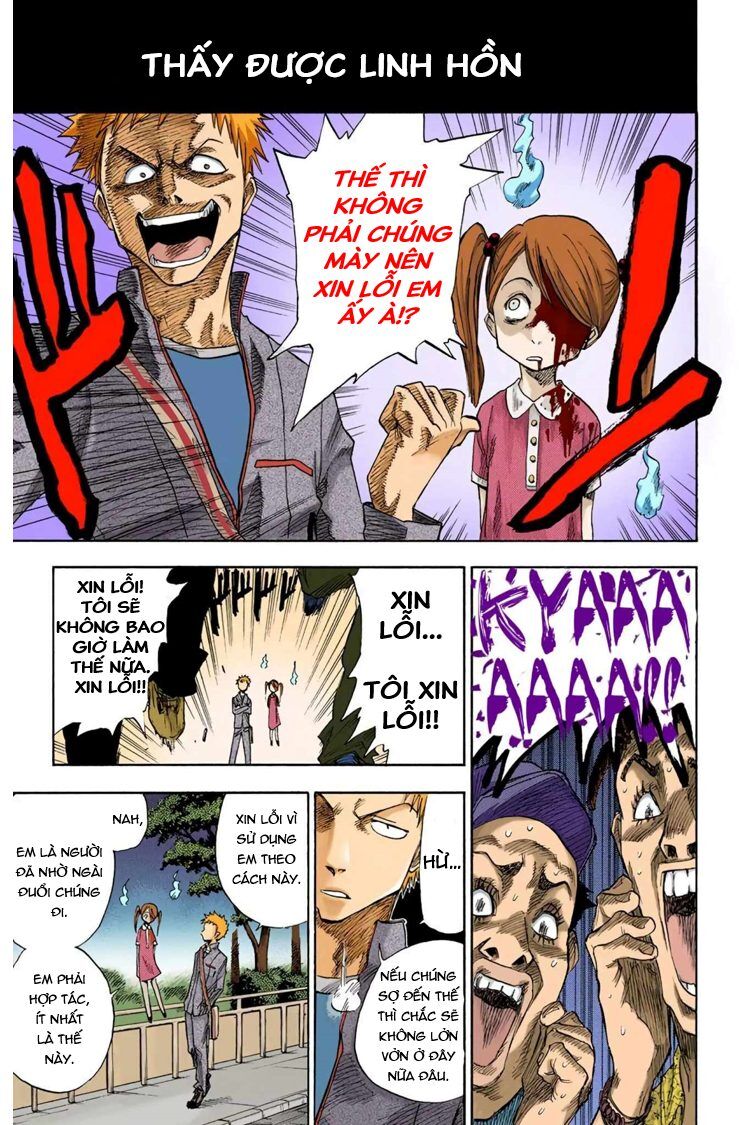 THẤY ĐƯỢC LINH HỒN
THẾ THÌ
KHÔNG
PHẢI CHÚNG
MÀY NÊN
XIN LỖI EM
ẤY À!?
ドン
KYAAA
AAAA!!
XIN
LỖI...
TÔI XIN
LỖI!!
XIN LỖI!
TÔI SẼ
KHÔNG BAO
GIỜ LÀM
THẾ NỮA.
XIN LỖI!!
HỪ...
NẾU CHÚNG
SỢ ĐẾN THẾ
THÌ CHẮC SẼ
KHÔNG LỞN
VỞN Ở ĐÂY
NỮA ĐÂU.
XIN LỖI VÌ
SỬ DỤNG
EM THEO
CÁCH NÀY.
NAH,
EM LÀ NGƯỜI
ĐÃ NHỜ NGÀI
ĐUỔI CHÚNG
ĐI.
EM PHẢI
HỢP TÁC,
ÍT NHẤT
LÀ THẾ
NÀY.